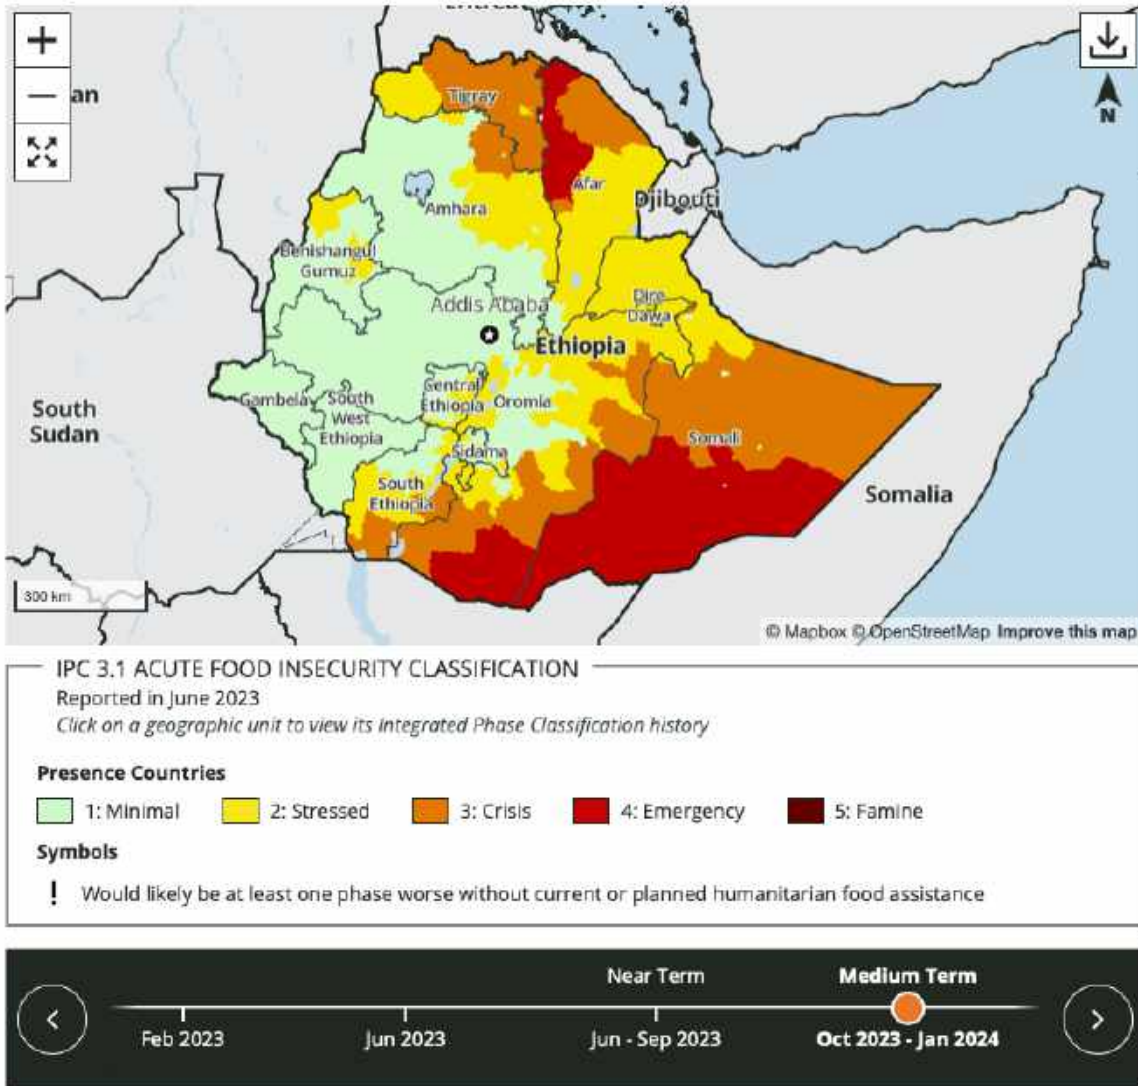 +
−
an
N
Tigray
Afar
Djibouti
Amhara
Benishangul
Gumuz
Addis Ababa
Dire
Dawa
Ethiopia
Gambela
South
West
Ethiopia
Central
Ethiopia
Oromia
South
Sudan
Sidama
Somali
South
Ethiopia
Somalia
300 km
© Mapbox © OpenStreetMap Improve this map
IPC 3.1 ACUTE FOOD INSECURITY CLASSIFICATION
Reported in June 2023
Click on a geographic unit to view its Integrated Phase Classification history
Presence Countries
1: Minimal 2: Stressed 3: Crisis 4: Emergency 5: Famine
Symbols
! Would likely be at least one phase worse without current or planned humanitarian food assistance
Near Term Medium Term
Feb 2023 Jun 2023 Jun - Sep 2023 Oct 2023 - Jan 2024